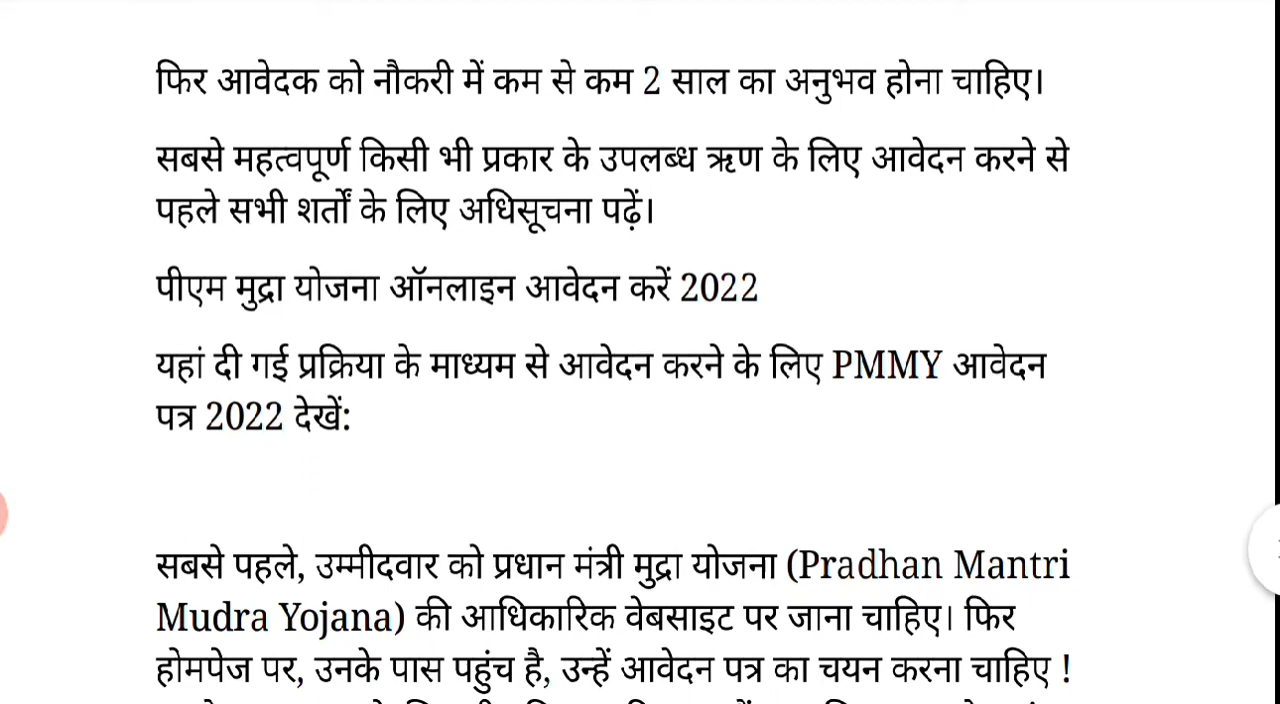 फिर आवेदक को नौकरी में कम से कम 2 साल का अनुभव होना चाहिए।
सबसे महत्वपूर्ण किसी भी प्रकार के उपलब्ध ऋण के लिए आवेदन करने से
पहले सभी शर्तों के लिए अधिसूचना पढ़ें।
पीएम मुद्रा योजना ऑनलाइन आवेदन करें 2022
यहां दी गई प्रक्रिया के माध्यम से आवेदन करने के लिए PMMY आवेदन
पत्र 2022 देखें:
सबसे पहले, उम्मीदवार को प्रधान मंत्री मुद्रा योजना (Pradhan Mantri
Mudra Yojana) की आधिकारिक वेबसाइट पर जाना चाहिए। फिर
होमपेज पर, उनके पास पहुंच है, उन्हें आवेदन पत्र का चयन करना चाहिए !